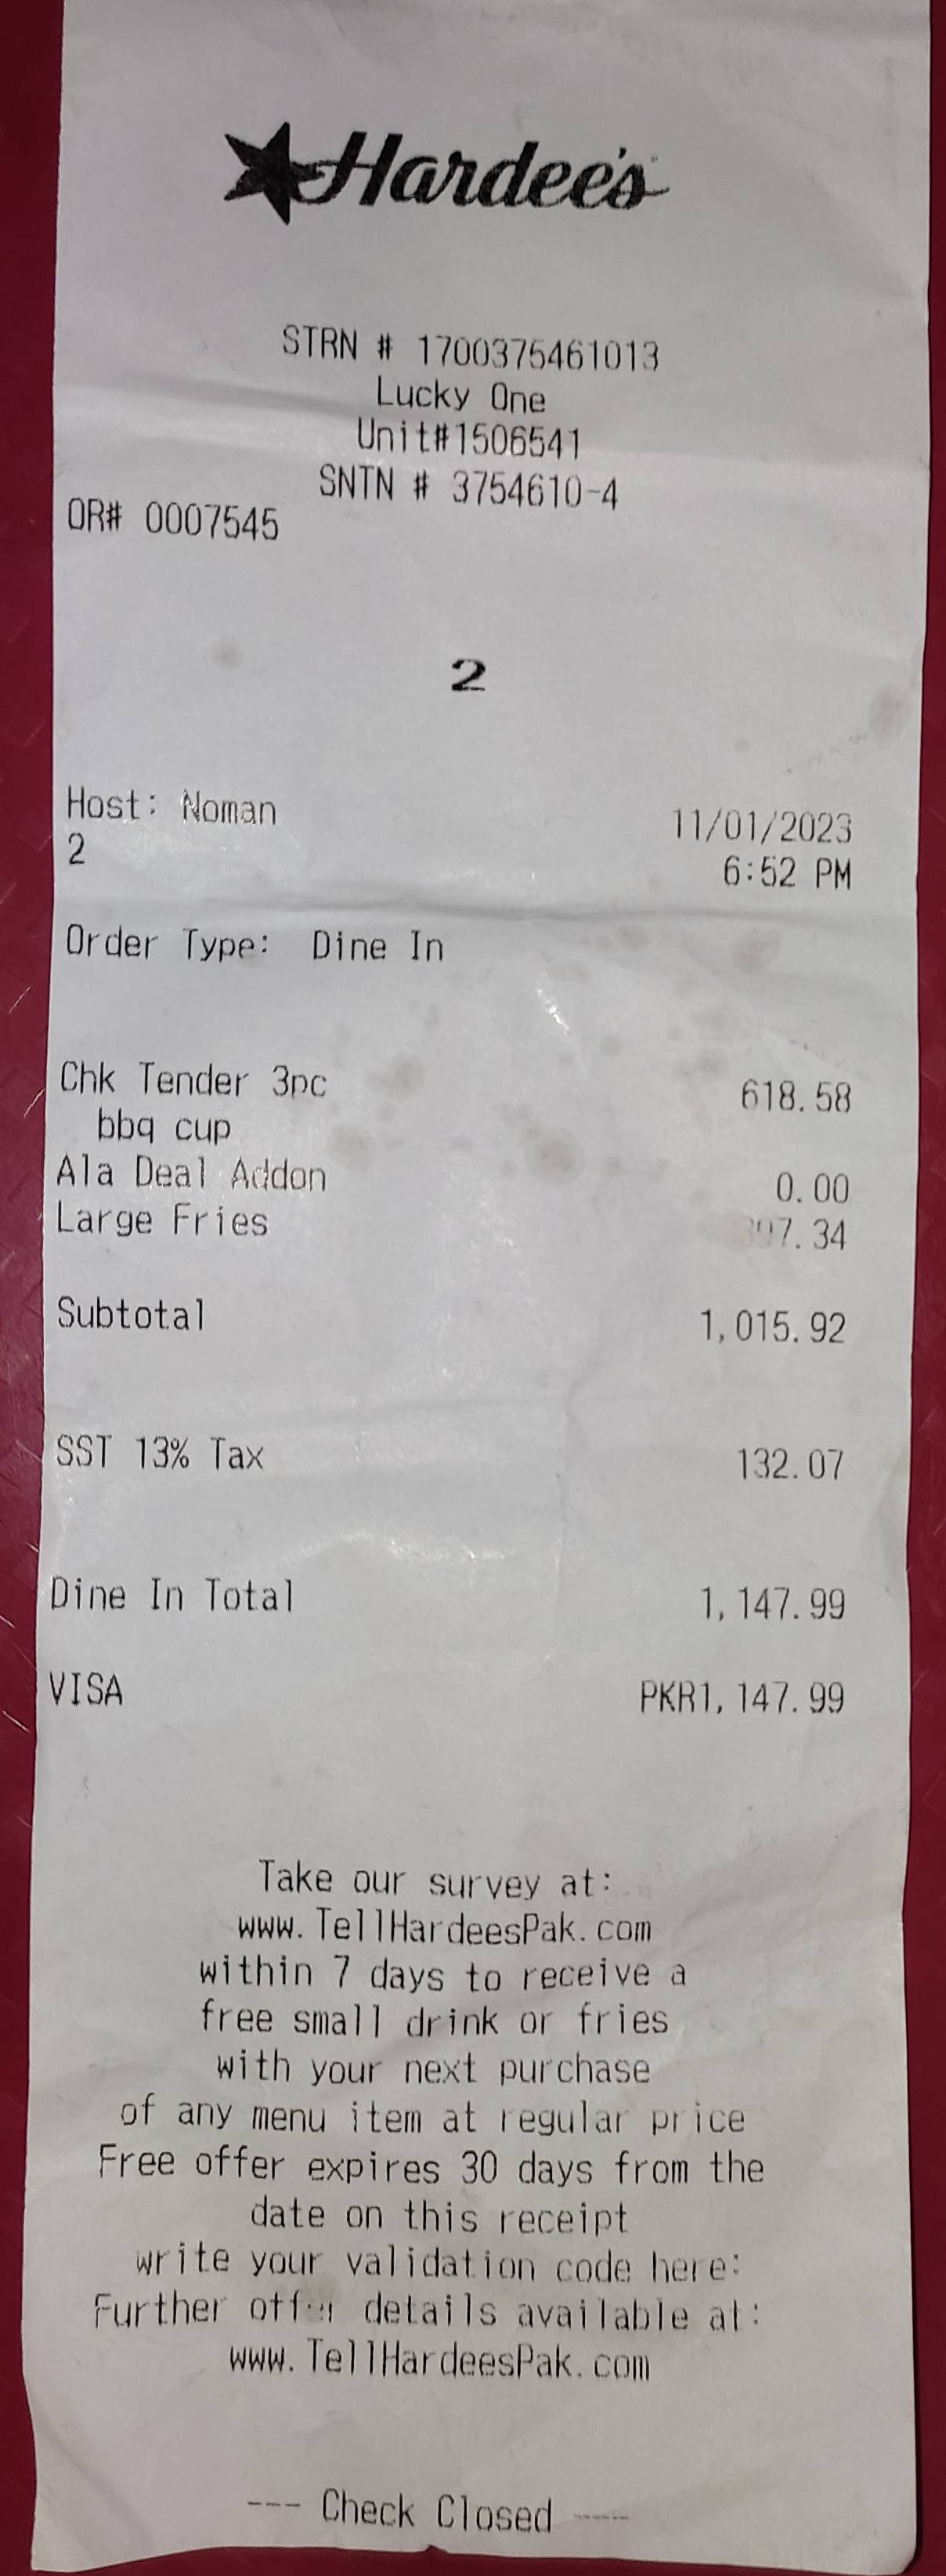 Hardee's
STRN # 1700375461013
Lucky One
Unit#1506541
SNTN # 3754610-4
OR# 0007545
2
Host: Noman 11/01/2023
2 6:52 PM
Order Type: Dine In
Chk Tender 3pc 618.58
bbq cup
Ala Deal Addon 0.00
Large Fries 397.34
Subtotal 1,015.92
SST 13% Tax 132.07
Dine In Total 1,147.99
VISA PKR1,147.99
Take our survey at:
www.TellHardeesPak.com
within 7 days to receive a
free small drink or fries
with your next purchase
of any menu item at regular price
Free offer expires 30 days from the
date on this receipt
write your validation code here:
Further offer details available at:
www.TellHardeesPak.com
--- Check Closed ---